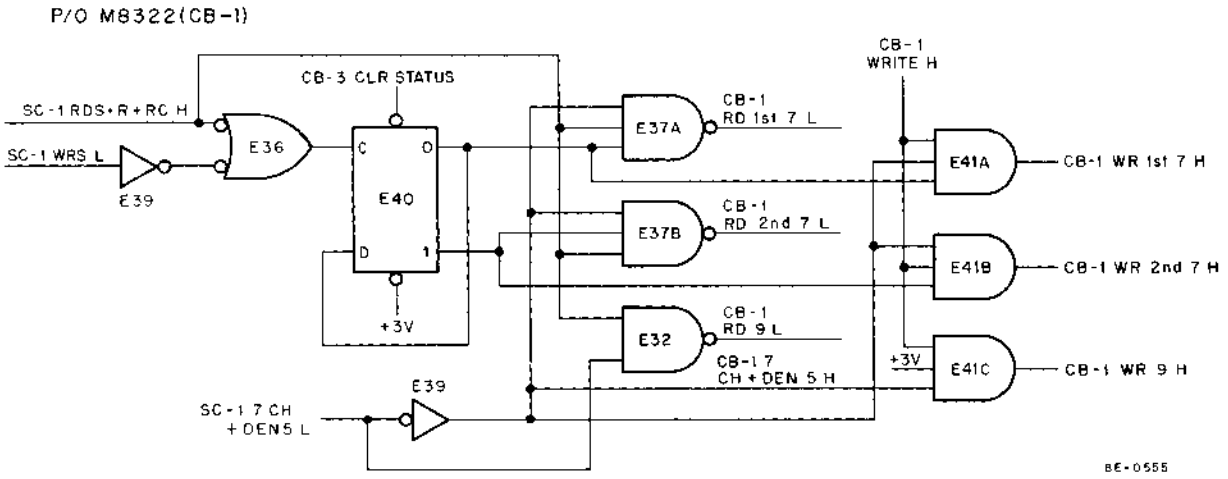 P/O M8322(CB-1)
CB-1
WRITE H
CB-3 CLR STATUS
CB-1
RD 1st 7 L
SC-1 RDS+R+RC H
E36
C
0
E37A
SC-1 WRS L
E39
E40
E41A
CB-1 WR 1st 7 H
CB-1
RD 2nd 7 L
E37B
D
1
E41B
CB-1 WR 2nd 7 H
+3V
CB-1
RD 9 L
E32
+3V
E41C
CB-1 WR 9 H
CB-1 7
CH + DEN 5 H
E39
SC-1 7 CH
+ DEN5 L
BE-0555